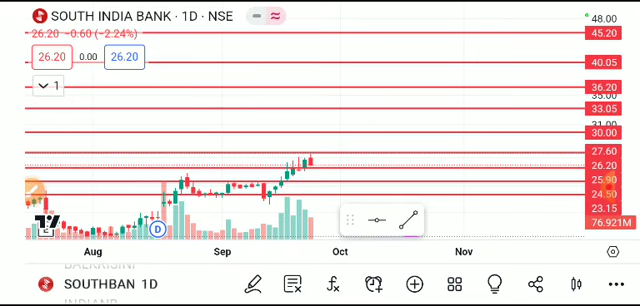 SOUTH INDIA BANK · 1D · NSE
26.20 −0.60 (−2.24%)
26.20 0.00 26.20
1
48.00
45.20
40.05
36.20
35.00
33.05
31.00
30.00
27.60
26.20
25.90
24.50
23.15
76.921M
D
E
Aug Sep Oct Nov
BALKRISIND
SOUTHBAN 1D
INDIANB